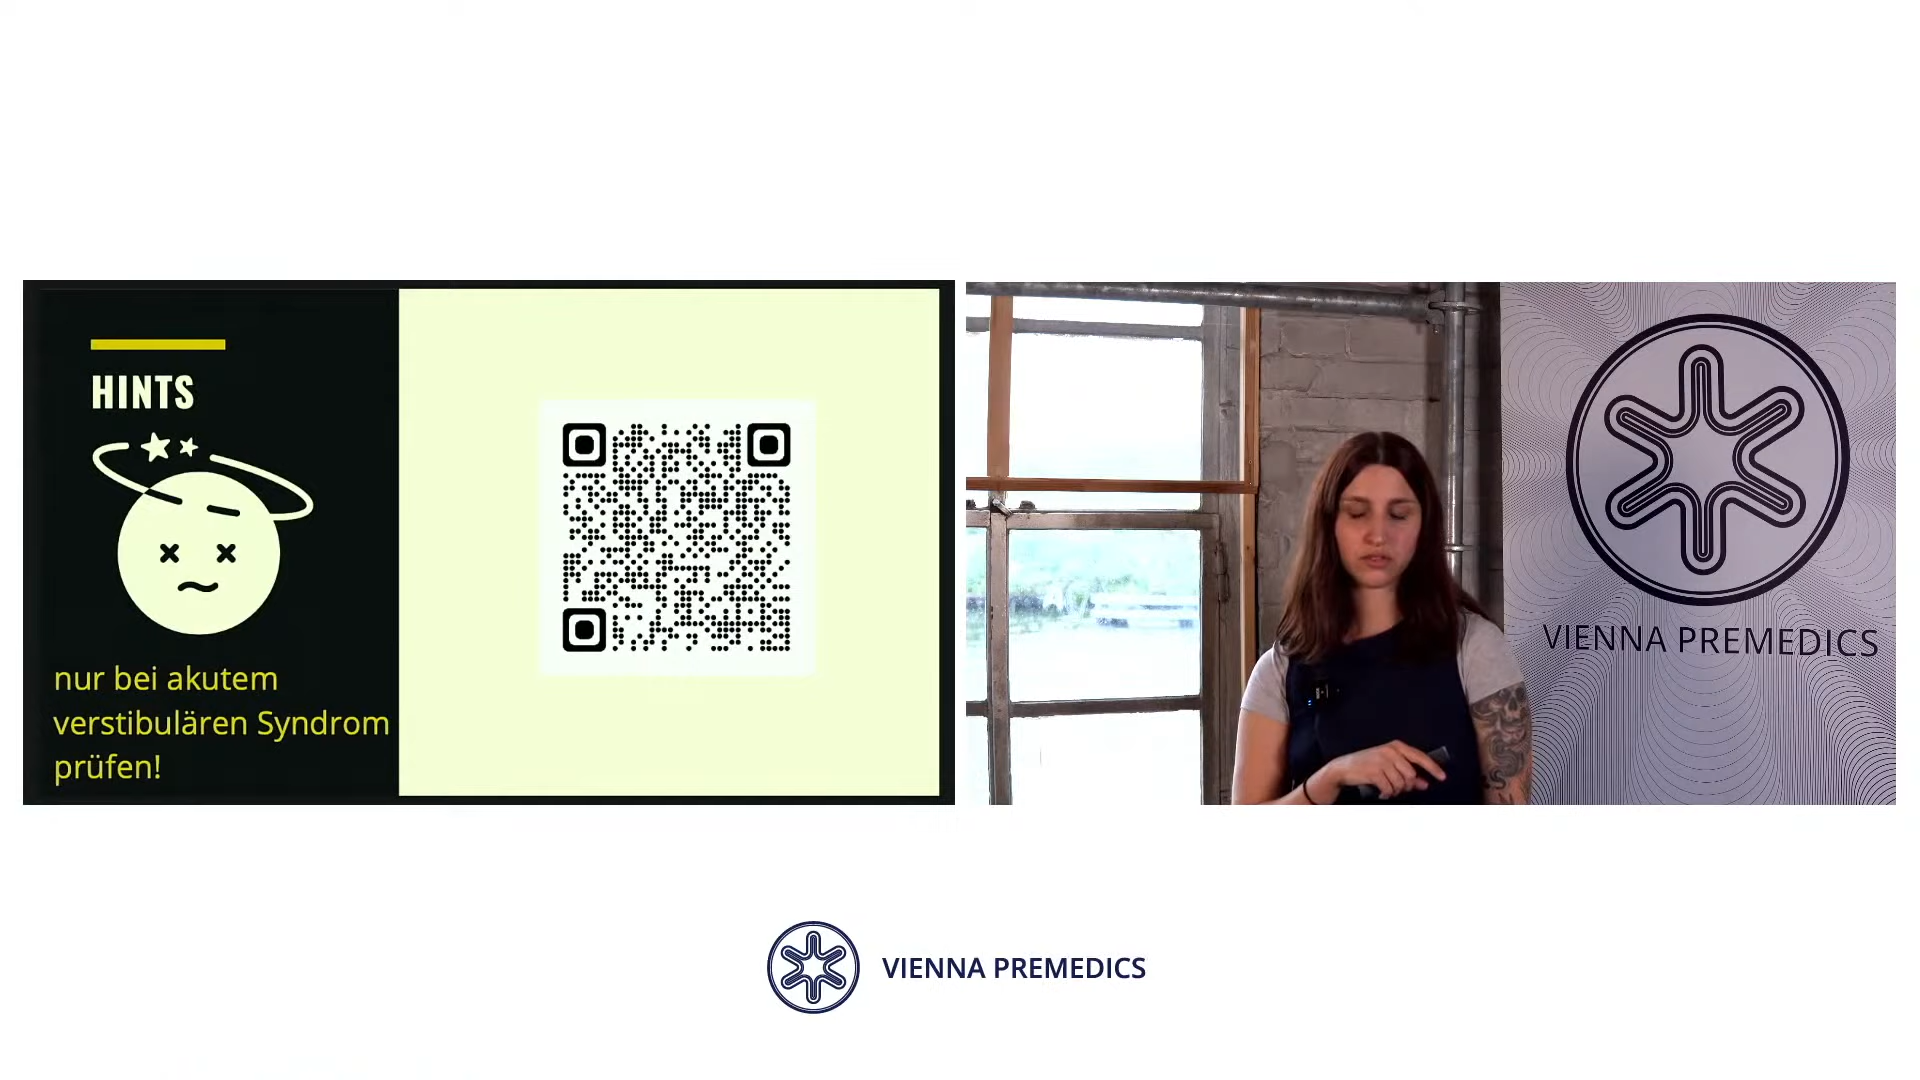 HINTS
nur bei akutem
verstibulären Syndrom
prüfen!
VIENNA PREMEDICS
VIENNA PREMEDICS